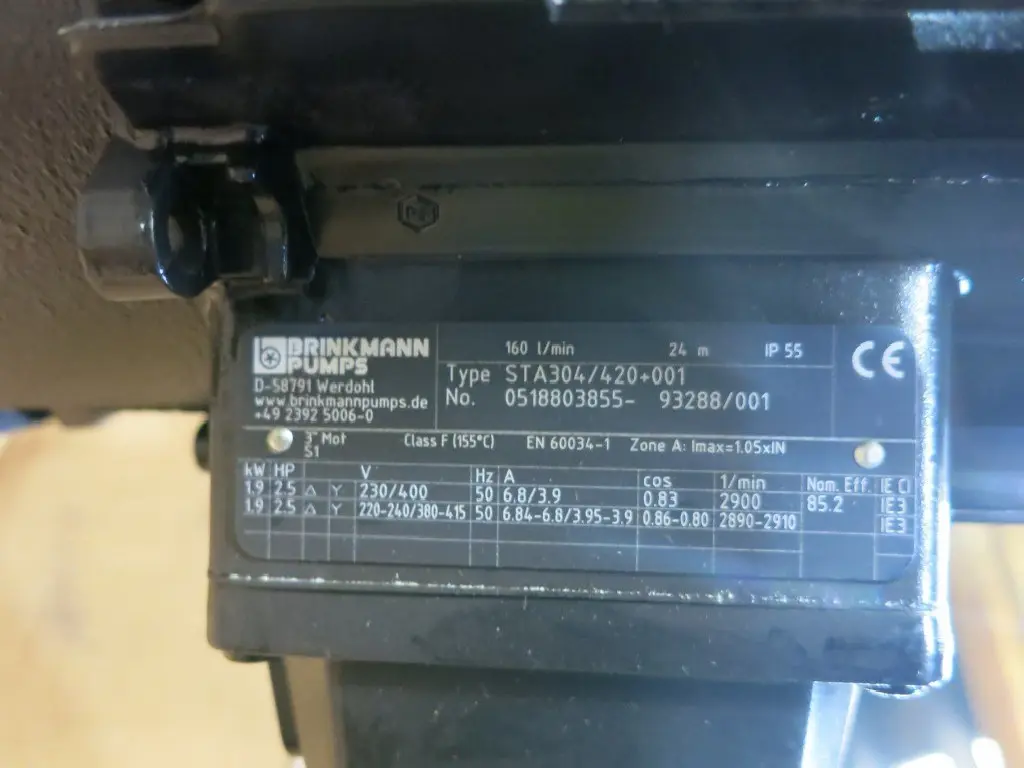 BRINKMANN
PUMPS
D-58791 Werdohl
www.brinkmannpumps.de
+49 2392 5006-0
160 l/min 24 m IP 55
Type STA304/420+001
No. 0518803855- 93288/001
CE
3~ Mot Class F (155°C) EN 60034-1 Zone A: Imax=1.05xIN
S1
kW HP V Hz A cos 1/min Nom. Eff. IE Cl
1.9 2.5 Δ Y 230/400 50 6.8/3.9 0.83 2900 85.2 IE3
1.9 2.5 Δ Y 220-240/380-415 50 6.84-6.8/3.95-3.9 0.86-0.80 2890-2910 IE3